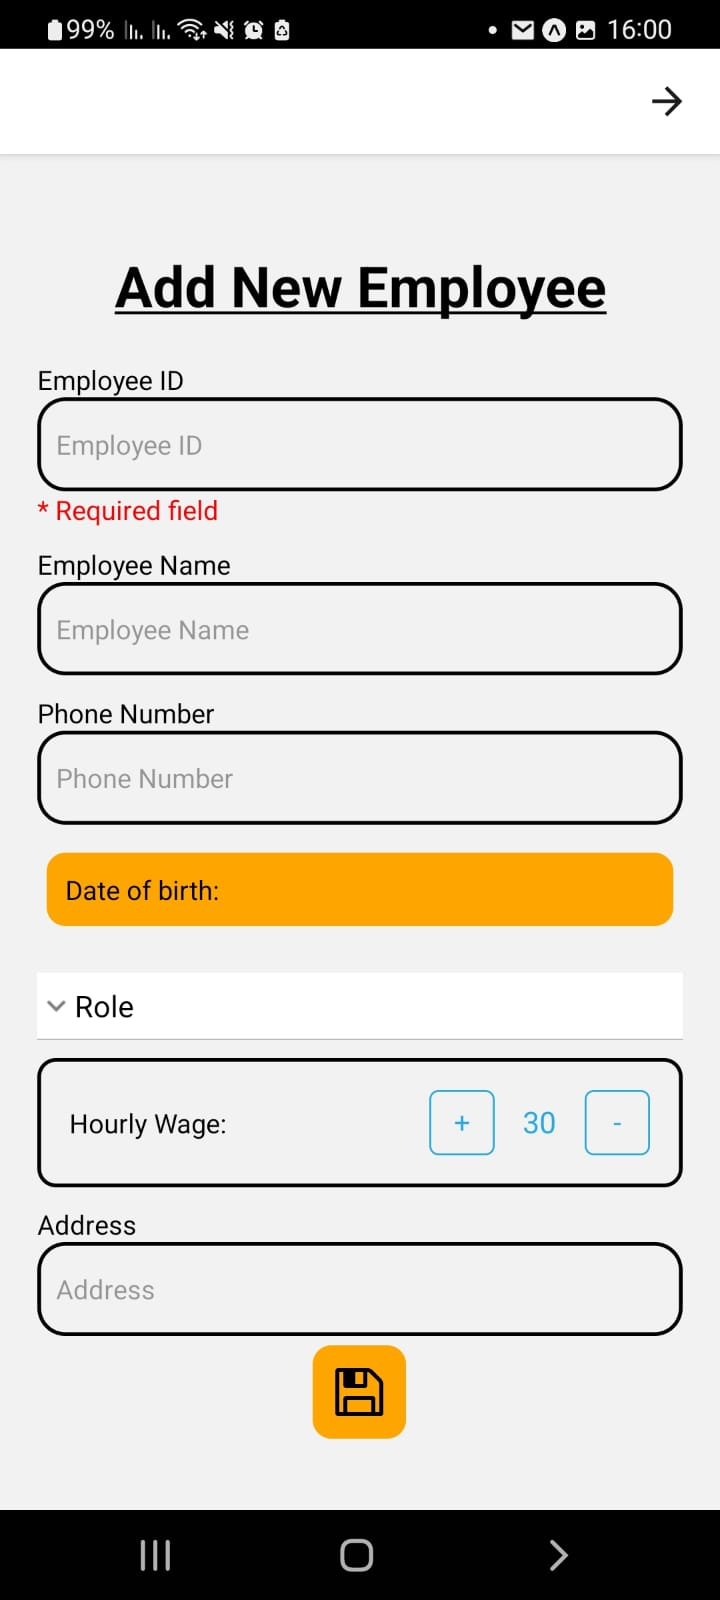 99%
16:00
Add New Employee
Employee ID
Employee ID
* Required field
Employee Name
Employee Name
Phone Number
Phone Number
Date of birth:
Role
Hourly Wage: + 30 -
Address
Address